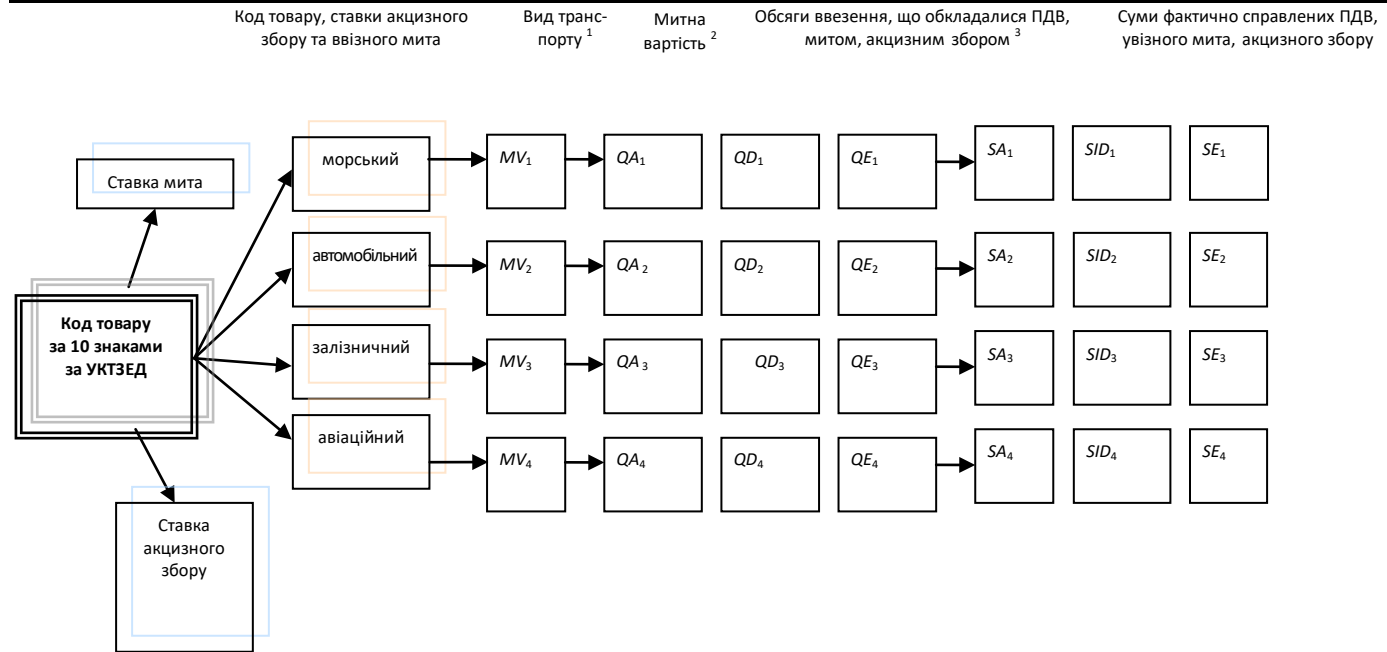 Код товару, ставки акцизного
збору та ввізного мита
Вид транс-
порту 1
Митна
вартість 2
Обсяги ввезення, що обкладалися ПДВ,
митом, акцизним збором 3
Суми фактично справлених ПДВ,
увізного мита, акцизного збору
Ставка мита
Код товару
за 10 знаками
за УКТЗЕД
Ставка
акцизного
збору
морський
MV1
QA1
QD1
QE1
SA1
SID1
SE1
автомобільний
MV2
QA 2
QD2
QE2
SA2
SID2
SE2
залізничний
MV3
QA 3
QD3
QE3
SA3
SID3
SE3
авіаційний
MV4
QA4
QD4
QE4
SA4
SID4
SE4